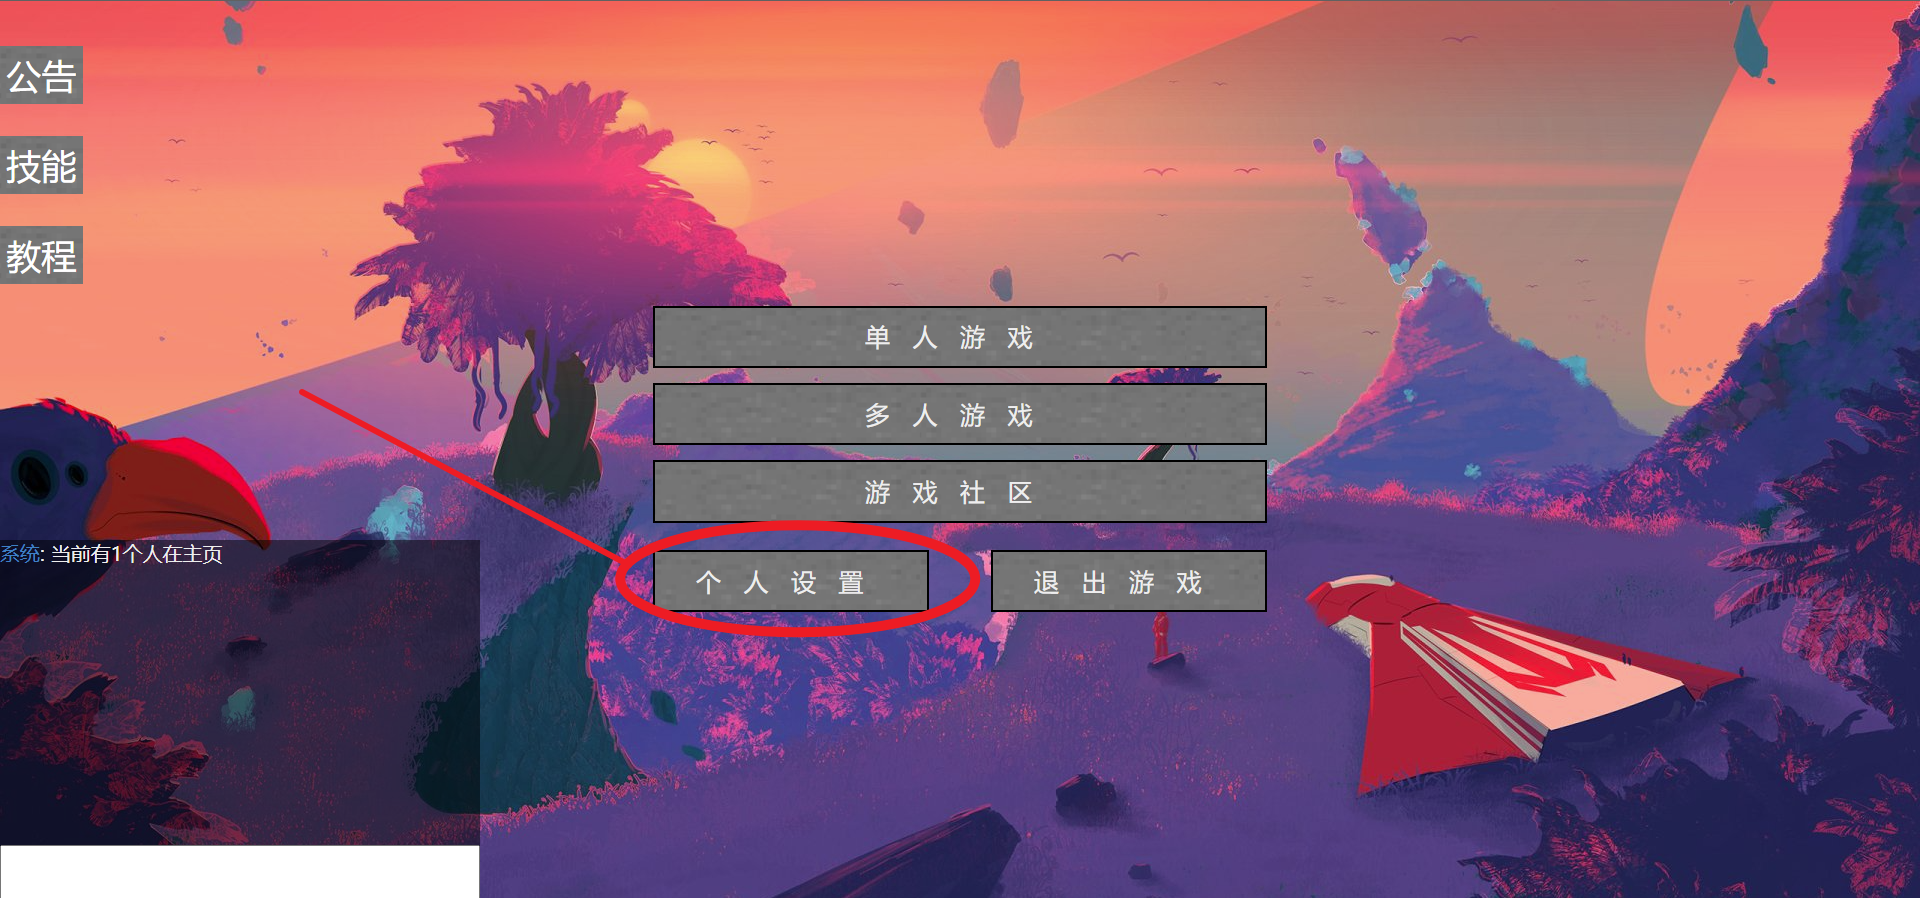 公告
技能
教程
单人游戏
多人游戏
游戏社区
个人设置
退出游戏
系统: 当前有1个人在主页